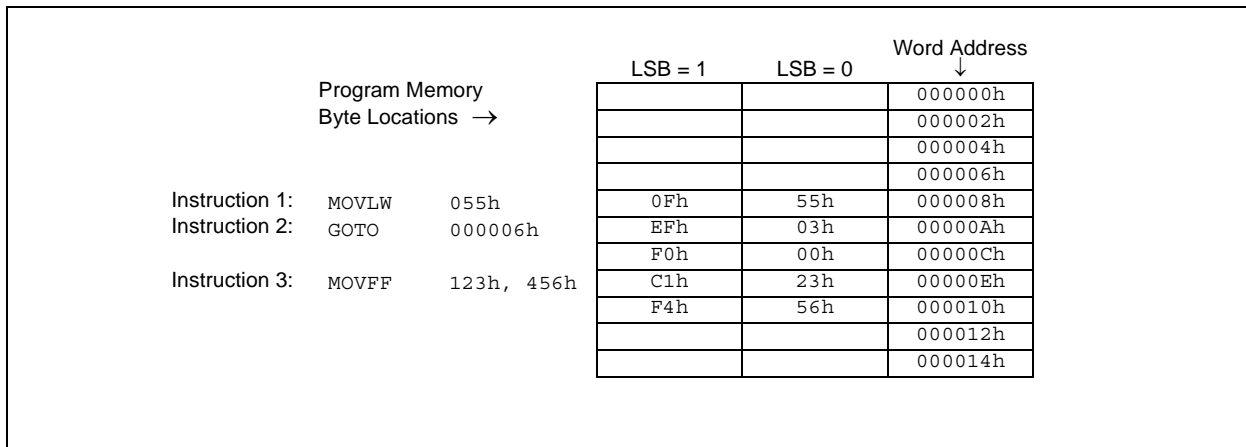 Word Address
LSB = 1 LSB = 0 ↓
Program Memory 000000h
Byte Locations → 000002h
000004h
000006h
Instruction 1: MOVLW 055h 0Fh 55h 000008h
Instruction 2: GOTO 000006h EFh 03h 00000Ah
F0h 00h 00000Ch
Instruction 3: MOVFF 123h, 456h C1h 23h 00000Eh
F4h 56h 000010h
000012h
000014h